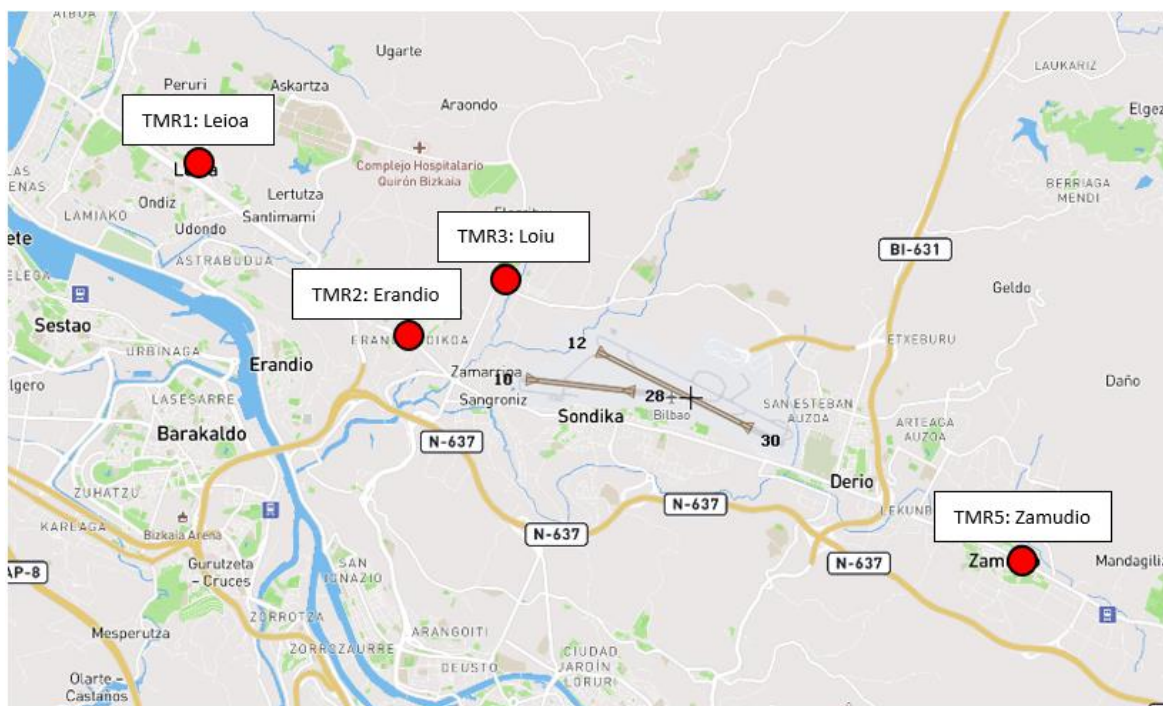 Ugarte
LAUKARIZ
Peruri
Askartza
Elgez
Araondo
TMR1: Leioa
Complejo Hospitalario
Quirón Bizkaia
BERRIAGA
MENDI
Ondiz
Lertutza
Santimami
LAMIAKO
Udondo
TMR3: Loiu
BI-631
ASTRABUDUA
Geldo
TMR2: Erandio
Sestao
12
ETXEBURU
URBINAGA
Erandio
Zamarripa
10
28
Daño
LASESARRE
Sangroniz
Sondika
Bilbao
SAN ESTEBAN
AUZOA
30
ARTEAGA
AUZOA
Barakaldo
N-637
Derio
ZUHATZU
N-637
TMR5: Zamudio
KAREAGA
Bizkaia Arena
N-637
N-637
Mandagiliz
AP-8
Gurutzeta
– Cruces
SAN
IGNAZIO
Mesperutza
ZORROTZA
ZORROZAURRE
ARANGOITI
DEUSTO
CIUDAD
JARDÍN
LORURI
Olarte –
Castaños